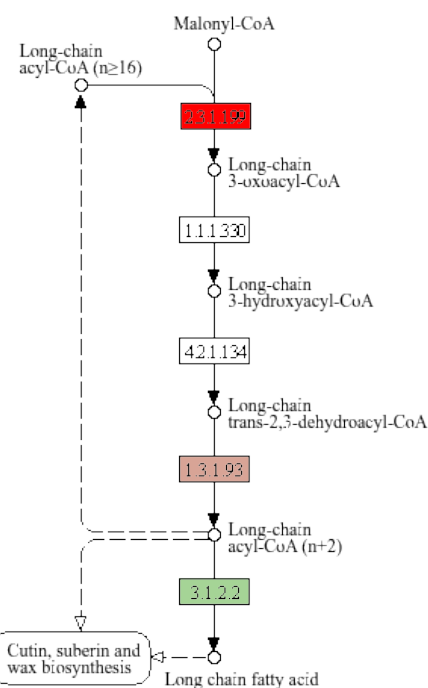 Malonyl-CoA
Long-chain
acyl-CoA (n≥16)
2.3.1.199
Long-chain
3-oxoacyl-CoA
1.1.1.330
Long-chain
3-hydroxyacyl-CoA
4.2.1.134
Long-chain
trans-2,3-dehydroacyl-CoA
1.3.1.93
Long-chain
acyl-CoA (n+2)
3.1.2.2
Cutin, suberin and
wax biosynthesis
Long chain fatty acid